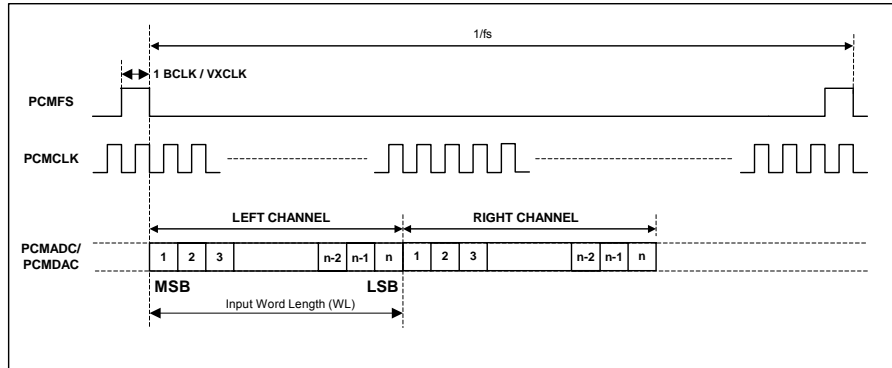 1/fs
1 BCLK / VXCLK
PCMFS
PCMCLK
LEFT CHANNEL RIGHT CHANNEL
PCMADC/
PCMDAC
1 2 3 n-2 n-1 n 1 2 3 n-2 n-1 n
MSB LSB
Input Word Length (WL)